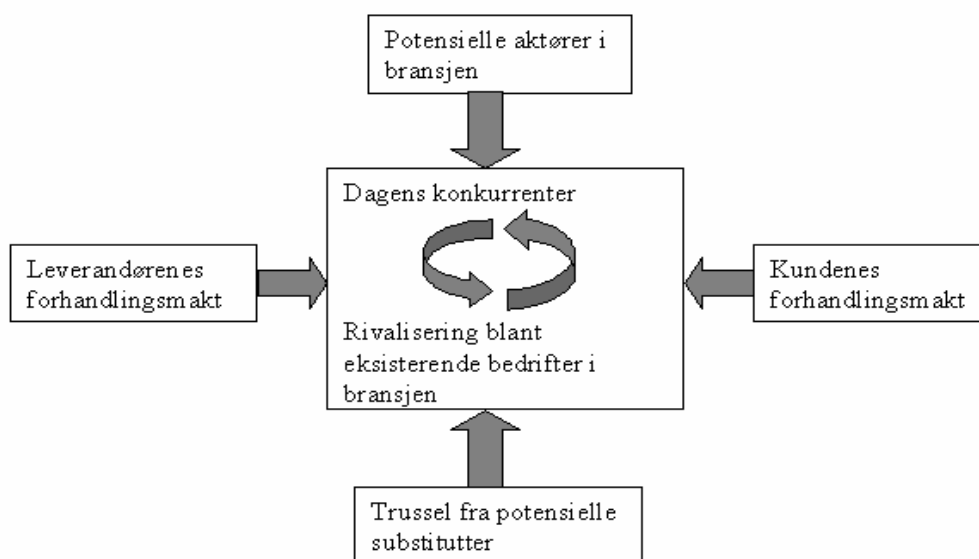 Potensielle aktører i
bransjen
Dagens konkurrenter
Leverandørenes
forhandlingsmakt
Kundenes
forhandlingsmakt
Rivalisering blant
eksisterende bedrifter i
bransjen
Trussel fra potensielle
substitutter